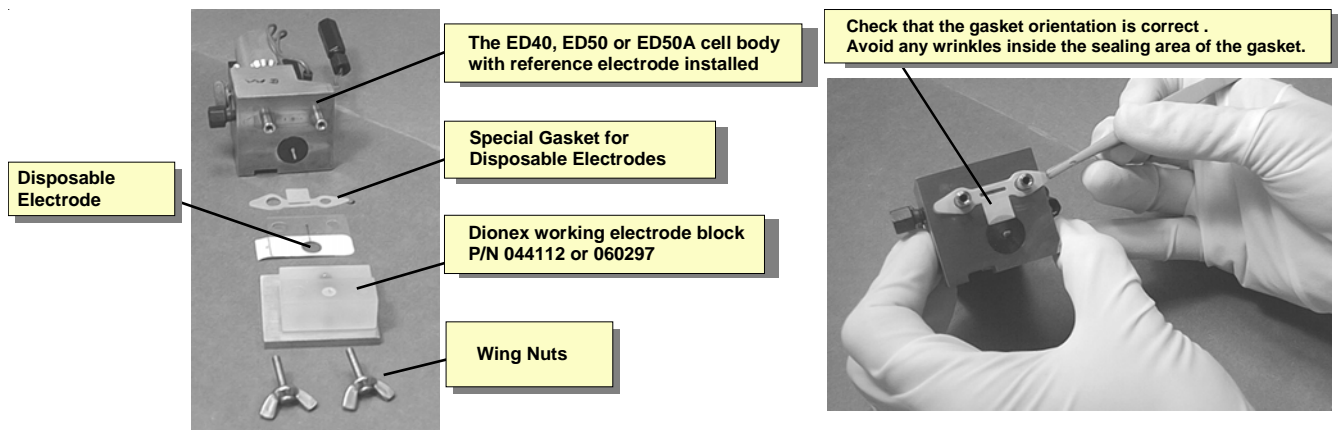 The ED40, ED50 or ED50A cell body
with reference electrode installed
Special Gasket for
Disposable Electrodes
Disposable
Electrode
Dionex working electrode block
P/N 044112 or 060297
Wing Nuts
Check that the gasket orientation is correct .
Avoid any wrinkles inside the sealing area of the gasket.